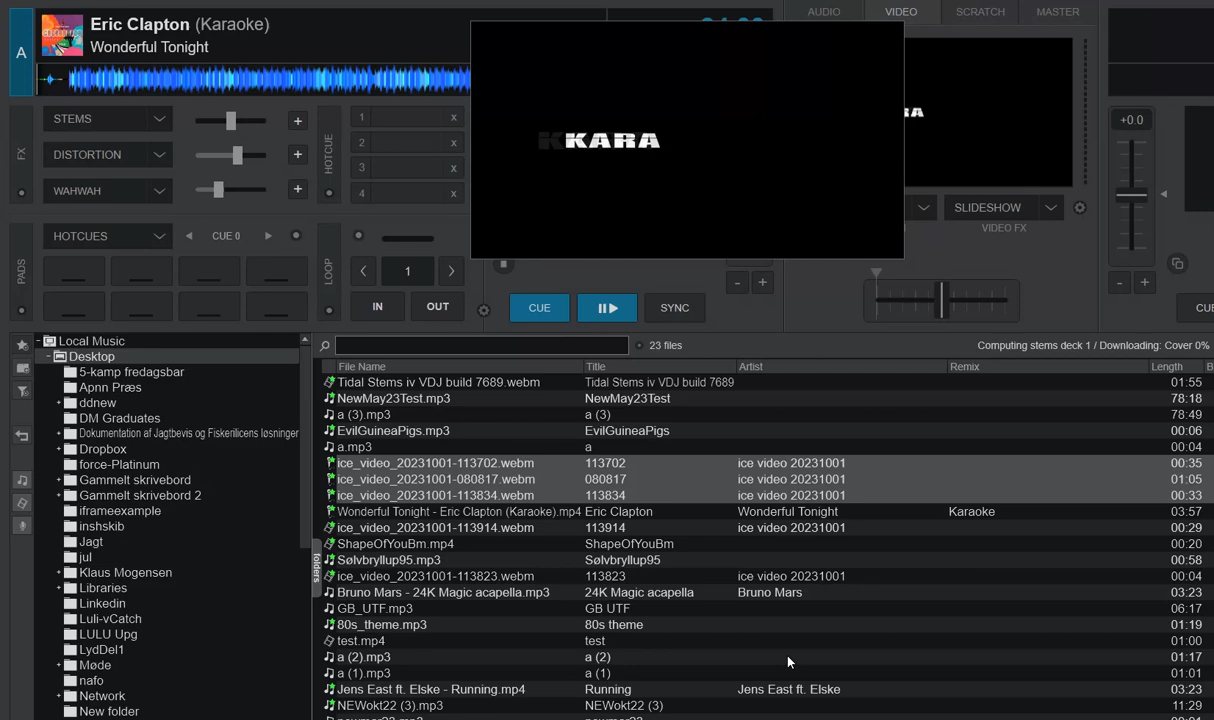 A
Eric Clapton (Karaoke)
Wonderful Tonight
AUDIO VIDEO SCRATCH MASTER
KARA
RA
+0.0
FX
STEMS +
DISTORTION +
WAHWAH +
HOTCUE
1 x
2 x
3 x
4 x
SLIDESHOW
VIDEO FX
PADS
HOTCUES CUE 0
LOOP
1
IN OUT
- +
- +
CUE SYNC
CUE
Local Music
Desktop
5-kamp fredagsbar
Apnn Præs
ddnew
DM Graduates
Dokumentation af Jagtbevis og Fiskerilicens løsninger
Dropbox
force-Platinum
Gammelt skrivebord
Gammelt skrivebord 2
iframeexample
inshskib
Jagt
jul
Klaus Mogensen
Libraries
Linkedin
Luli-vCatch
LULU Upg
LydDel1
Møde
nafo
Network
New folder
folders
23 files Computing stems deck 1 / Downloading: Cover 0%
File Name Title Artist Remix Length
Tidal Stems iv VDJ build 7689.webm Tidal Stems iv VDJ build 7689 01:55
NewMay23Test.mp3 NewMay23Test 78:18
a (3).mp3 a (3) 78:49
EvilGuineaPigs.mp3 EvilGuineaPigs 00:06
a.mp3 a 00:04
ice_video_20231001-113702.webm 113702 ice video 20231001 00:35
ice_video_20231001-080817.webm 080817 ice video 20231001 01:05
ice_video_20231001-113834.webm 113834 ice video 20231001 00:33
Wonderful Tonight - Eric Clapton (Karaoke).mp4 Eric Clapton Wonderful Tonight Karaoke 03:57
ice_video_20231001-113914.webm 113914 ice video 20231001 00:29
ShapeOfYouBm.mp4 ShapeOfYouBm 00:20
Sølvbryllup95.mp3 Sølvbryllup95 00:58
ice_video_20231001-113823.webm 113823 ice video 20231001 00:04
Bruno Mars - 24K Magic acapella.mp3 24K Magic acapella Bruno Mars 03:23
GB_UTF.mp3 GB UTF 06:17
80s_theme.mp3 80s theme 01:19
test.mp4 test 01:00
a (2).mp3 a (2) 01:17
a (1).mp3 a (1) 01:01
Jens East ft. Elske - Running.mp4 Running Jens East ft. Elske 03:23
NEWokt22 (3).mp3 NEWokt22 (3) 11:29